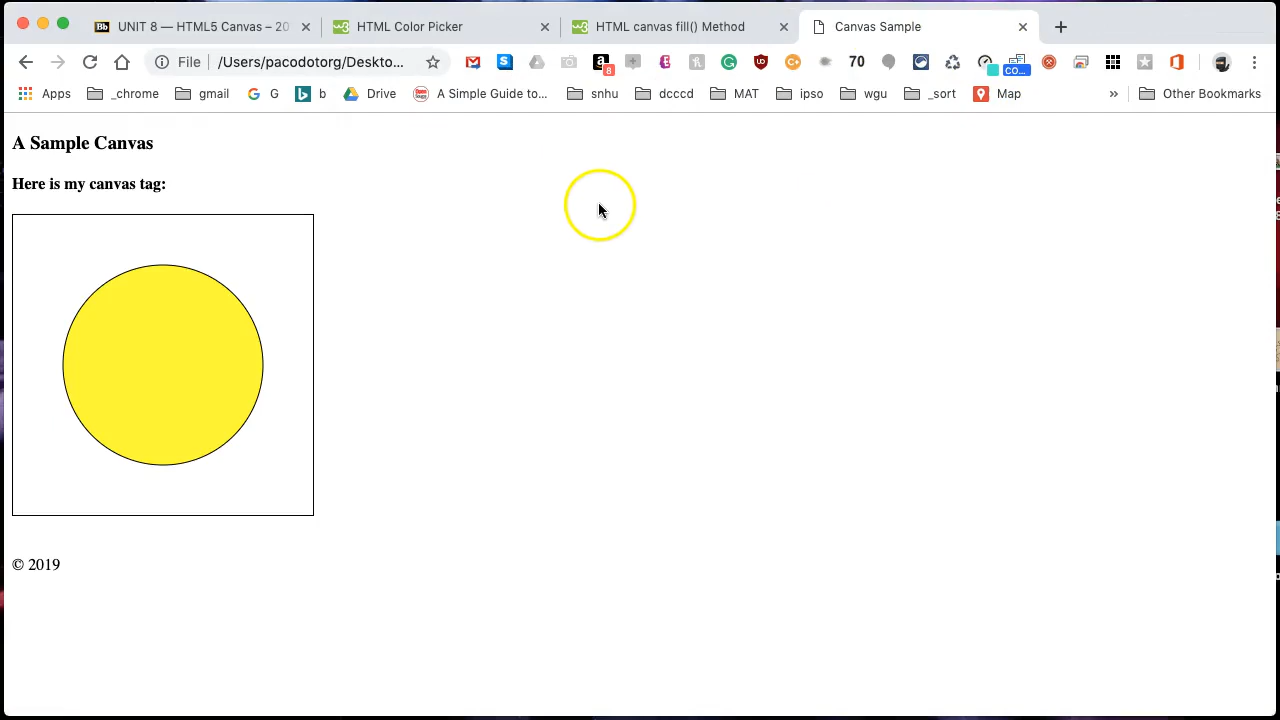 UNIT 8 — HTML5 Canvas – 20
HTML Color Picker
HTML canvas fill() Method
Canvas Sample
File
/Users/pacodotorg/Deskto...
8
70
CO...
Apps
_chrome
gmail
G
b
Drive
A Simple Guide to...
snhu
dcccd
MAT
ipso
wgu
_sort
Map
»
Other Bookmarks
A Sample Canvas
Here is my canvas tag:
© 2019